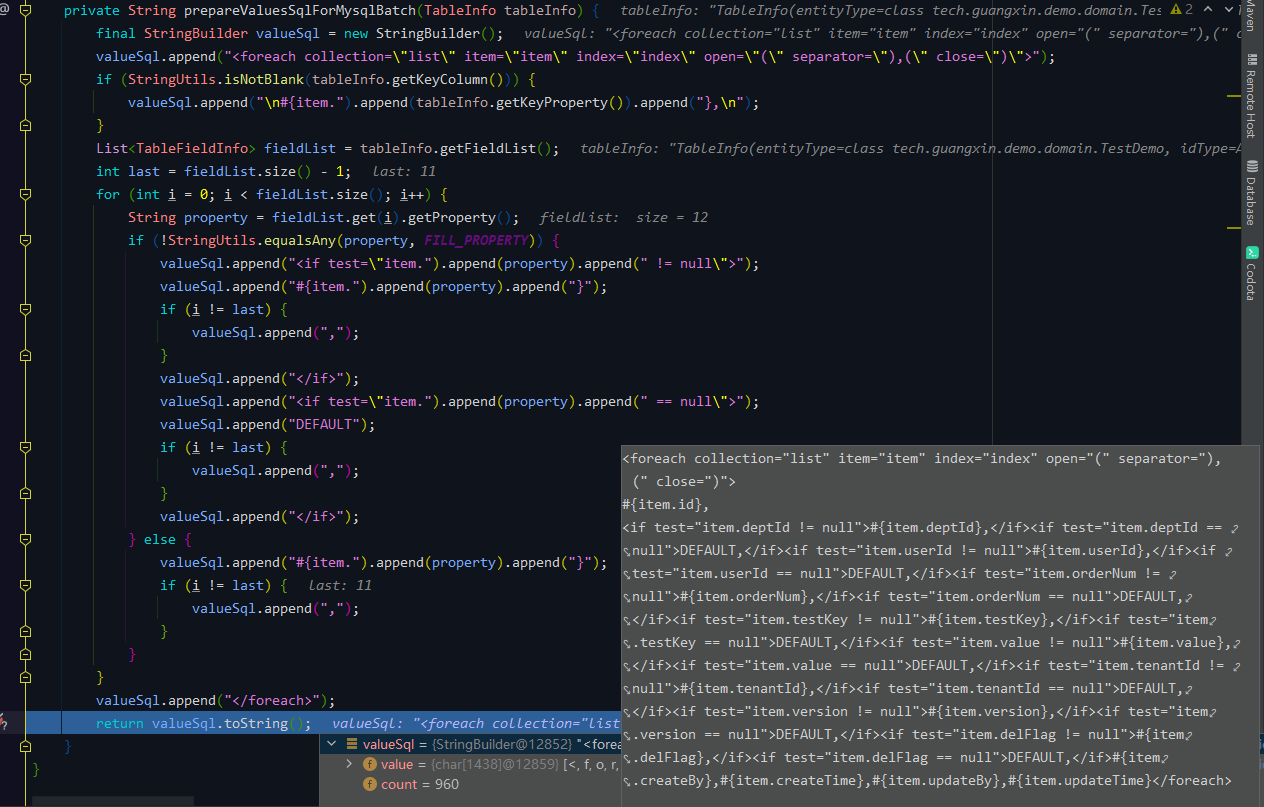 @ private String prepareValuesSqlForMysqlBatch(TableInfo tableInfo) { tableInfo: "TableInfo(entityType=class tech.guangxin.demo.domain.Tes 2
final StringBuilder valueSql = new StringBuilder(); valueSql: "<foreach collection="list" item="item" index="index" open="(" separator="),(" c
valueSql.append("<foreach collection=\"list\" item=\"item\" index=\"index\" open=\"(\" separator=\"),(\" close=\")\">");
if (StringUtils.isNotBlank(tableInfo.getKeyColumn())) {
valueSql.append("\n#{item.").append(tableInfo.getKeyProperty()).append("},\n");
}
List<TableFieldInfo> fieldList = tableInfo.getFieldList(); tableInfo: "TableInfo(entityType=class tech.guangxin.demo.domain.TestDemo, idType=A
int last = fieldList.size() - 1; last: 11
for (int i = 0; i < fieldList.size(); i++) {
String property = fieldList.get(i).getProperty(); fieldList: size = 12
if (!StringUtils.equalsAny(property, FILL_PROPERTY)) {
valueSql.append("<if test=\"item.").append(property).append(" != null\">");
valueSql.append("#{item.").append(property).append("}");
if (i != last) {
valueSql.append(",");
}
valueSql.append("</if>");
valueSql.append("<if test=\"item.").append(property).append(" == null\">");
valueSql.append("DEFAULT");
if (i != last) {
valueSql.append(",");
}
valueSql.append("</if>");
} else {
valueSql.append("#{item.").append(property).append("}");
if (i != last) { last: 11
valueSql.append(",");
}
}
}
valueSql.append("</foreach>");
return valueSql.toString(); valueSql: "<foreach collection="list
}
}
valueSql = {StringBuilder@12852} "<forea
value = {char[1438]@12859} [<, f, o, r,
count = 960
<foreach collection="list" item="item" index="index" open="(" separator="),
(" close=")">
#{item.id},
<if test="item.deptId != null">#{item.deptId},</if><if test="item.deptId ==
null">DEFAULT,</if><if test="item.userId != null">#{item.userId},</if><if
test="item.userId == null">DEFAULT,</if><if test="item.orderNum !=
null">#{item.orderNum},</if><if test="item.orderNum == null">DEFAULT,
</if><if test="item.testKey != null">#{item.testKey},</if><if test="item
.testKey == null">DEFAULT,</if><if test="item.value != null">#{item.value},
</if><if test="item.value == null">DEFAULT,</if><if test="item.tenantId !=
null">#{item.tenantId},</if><if test="item.tenantId == null">DEFAULT,
</if><if test="item.version != null">#{item.version},</if><if test="item
.version == null">DEFAULT,</if><if test="item.delFlag != null">#{item
.delFlag},</if><if test="item.delFlag == null">DEFAULT,</if>#{item
.createBy},#{item.createTime},#{item.updateBy},#{item.updateTime}</foreach>
Maven
Remote Host
Database
Codota